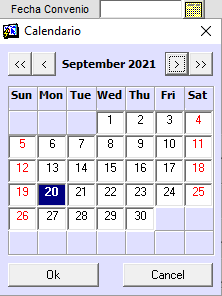 Fecha Convenio
Calendario
<< < September 2021 > >>
Sun Mon Tue Wed Thu Fri Sat
1 2 3 4
5 6 7 8 9 10 11
12 13 14 15 16 17 18
19 20 21 22 23 24 25
26 27 28 29 30
Ok Cancel